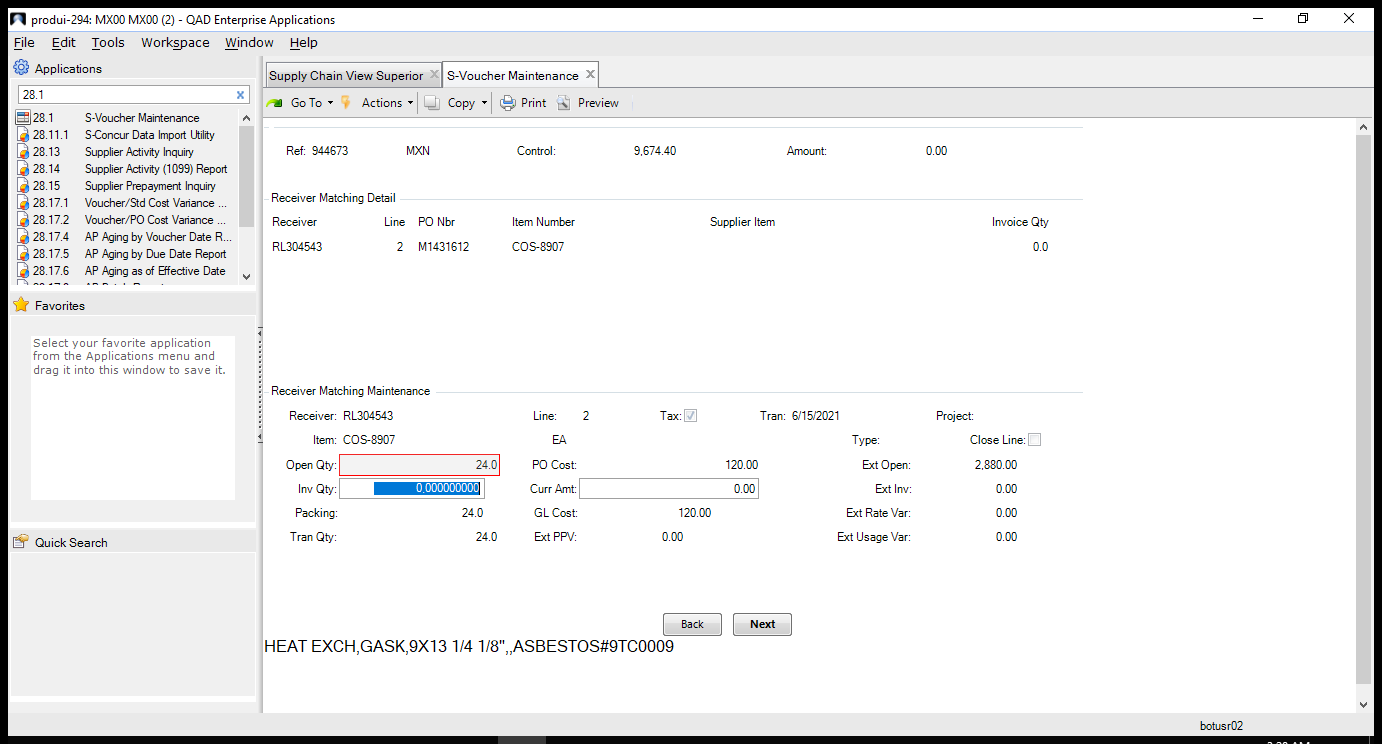 produi-294: MX00 MX00 (2) - QAD Enterprise Applications
File Edit Tools Workspace Window Help
Applications
28.1
28.1 S-Voucher Maintenance
28.11.1 S-Concur Data Import Utility
28.13 Supplier Activity Inquiry
28.14 Supplier Activity (1099) Report
28.15 Supplier Prepayment Inquiry
28.17.1 Voucher/Std Cost Variance ...
28.17.2 Voucher/PO Cost Variance ...
28.17.4 AP Aging by Voucher Date R...
28.17.5 AP Aging by Due Date Report
28.17.6 AP Aging as of Effective Date
Favorites
Select your favorite application
from the Applications menu and
drag it into this window to save it.
Quick Search
Supply Chain View Superior S-Voucher Maintenance
Go To Actions Copy Print Preview
Ref: 944673 MXN Control: 9,674.40 Amount: 0.00
Receiver Matching Detail
Receiver Line PO Nbr Item Number Supplier Item Invoice Qty
RL304543 2 M1431612 COS-8907 0.0
Receiver Matching Maintenance
Receiver: RL304543 Line: 2 Tax: Tran: 6/15/2021 Project:
Item: COS-8907 EA Type: Close Line:
Open Qty: 24.0 PO Cost: 120.00 Ext Open: 2,880.00
Inv Qty: 0.000000000 Curr Amt: 0.00 Ext Inv: 0.00
Packing: 24.0 GL Cost: 120.00 Ext Rate Var: 0.00
Tran Qty: 24.0 Ext PPV: 0.00 Ext Usage Var: 0.00
Back Next
HEAT EXCH,GASK,9X13 1/4 1/8",,ASBESTOS#9TC0009
botusr02